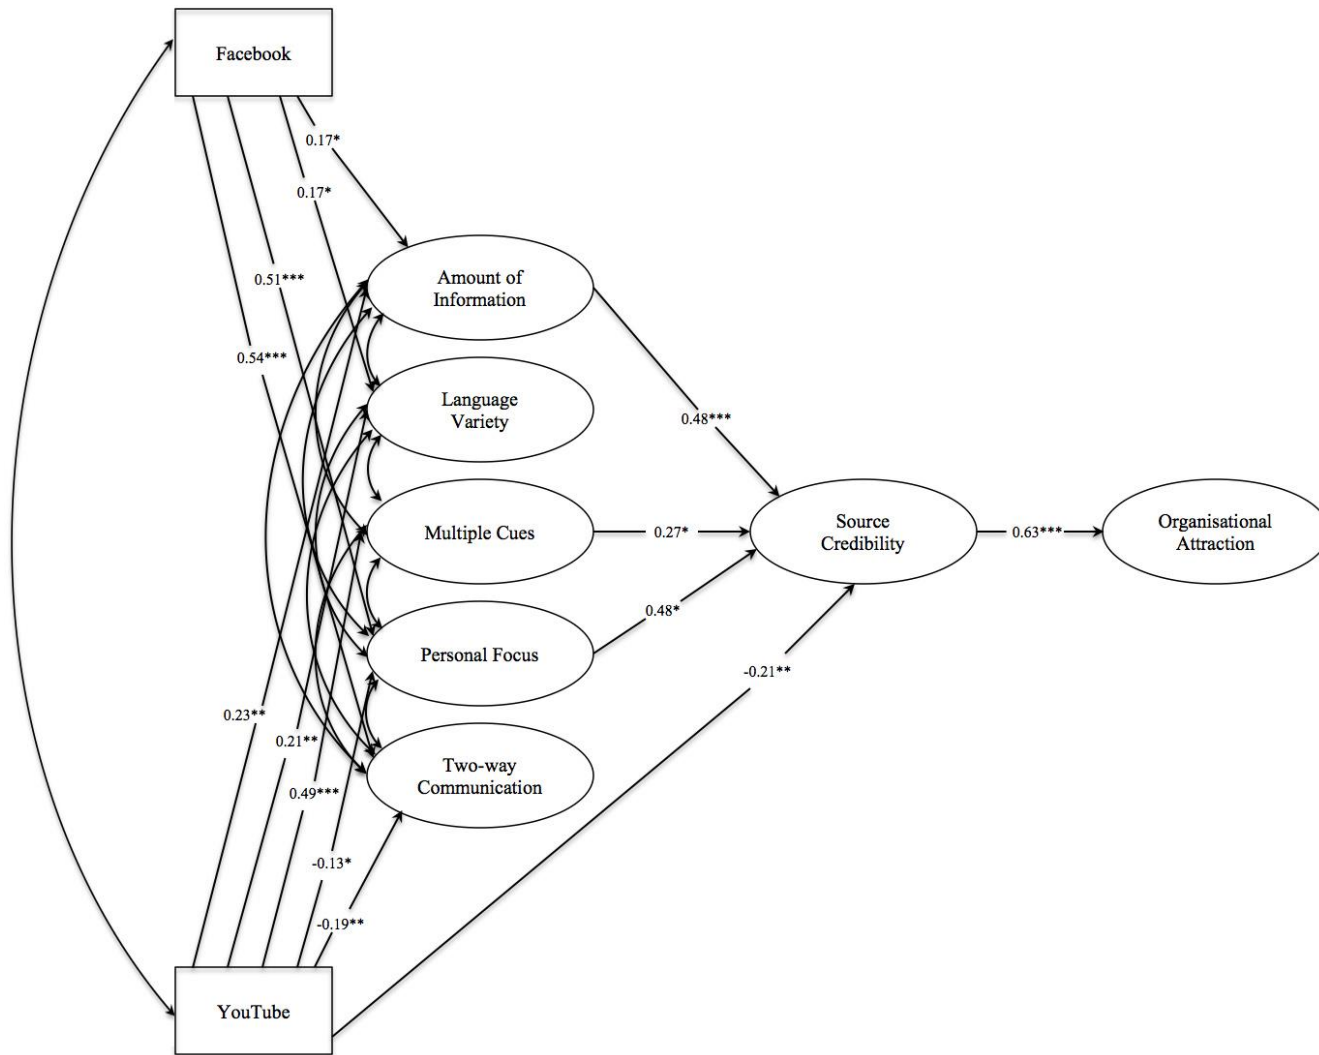 Facebook
0.17*
0.17*
0.51***
Amount of
Information
0.54***
Language
Variety
0.48***
Multiple Cues
0.27*
Source
Credibility
0.63***
Organisational
Attraction
0.48*
Personal Focus
-0.21**
0.23**
0.21**
Two-way
Communication
0.49***
-0.13*
-0.19**
YouTube